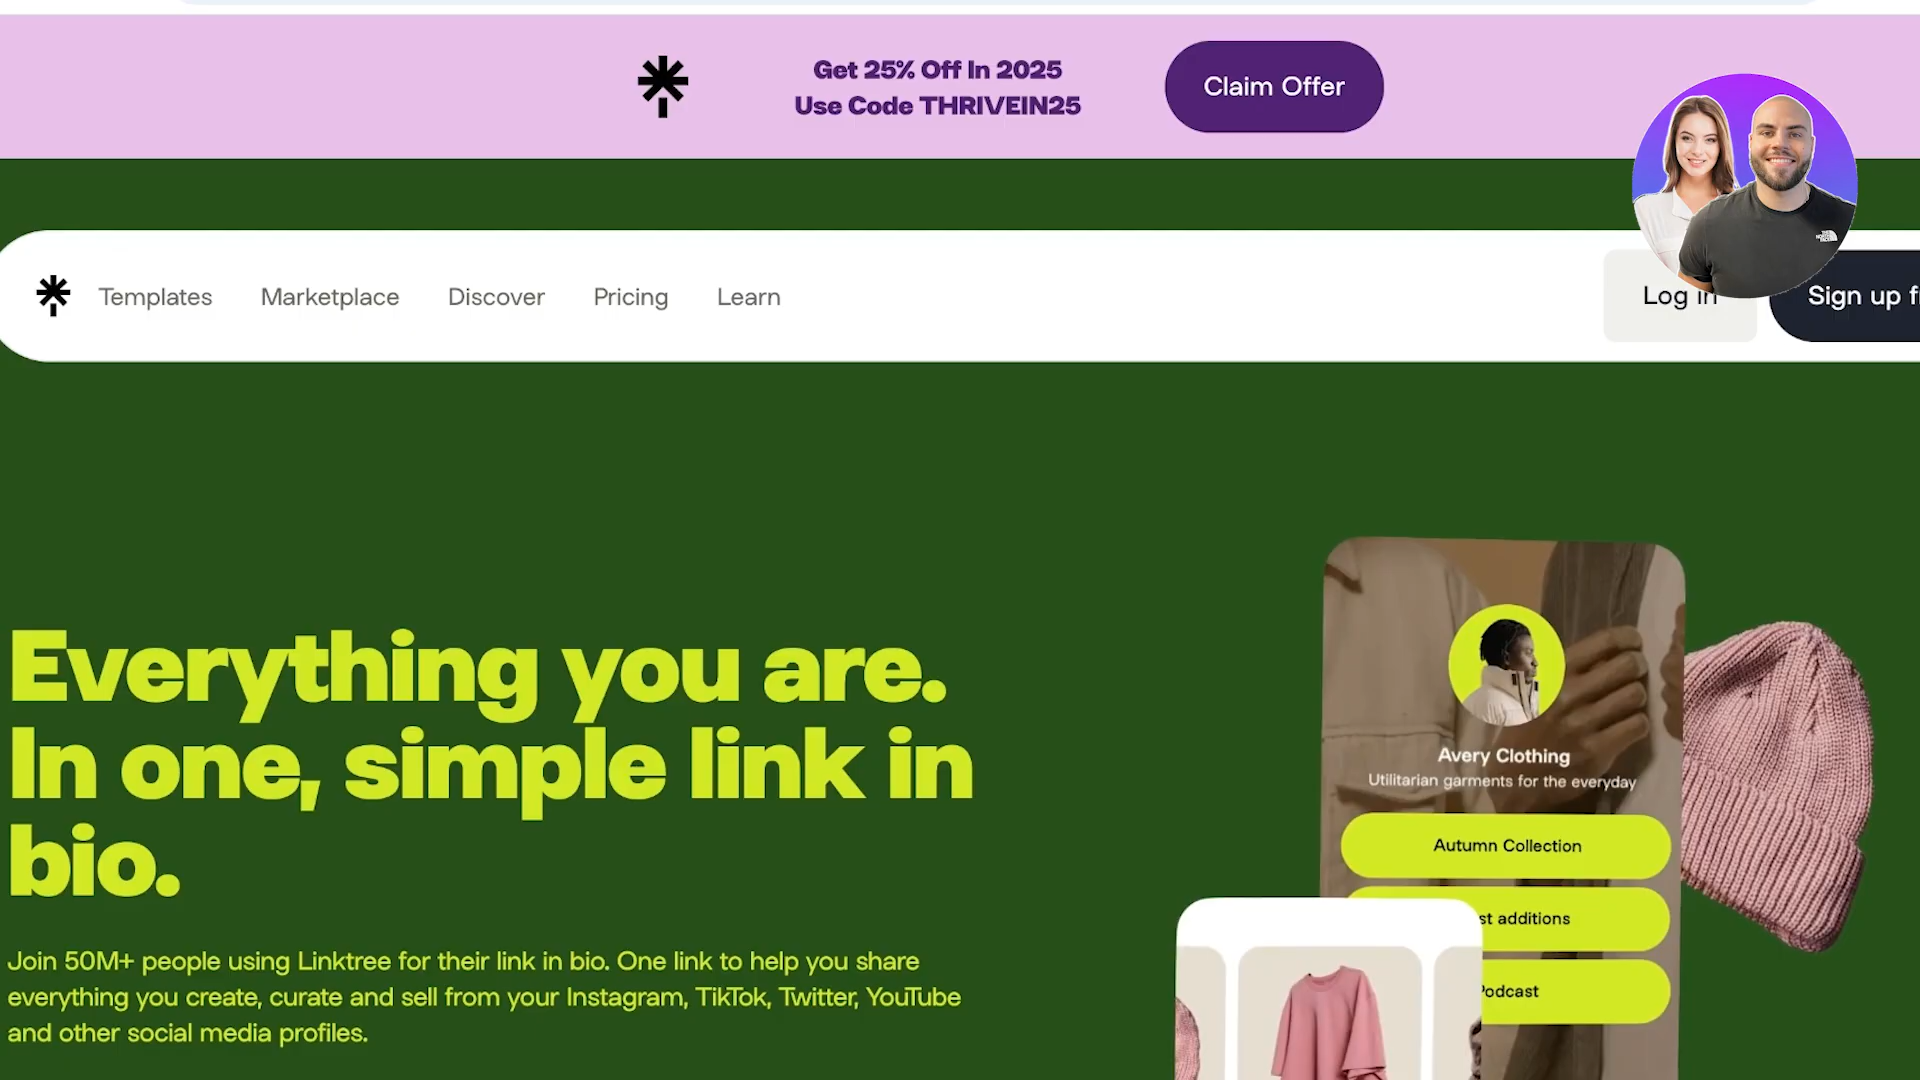 Get 25% Off In 2025
Use Code THRIVEIN25
Claim Offer
Templates
Marketplace
Discover
Pricing
Learn
Log in
Sign up
Everything you are.
In one, simple link in
bio.
Join 50M+ people using Linktree for their link in bio. One link to help you share
everything you create, curate and sell from your Instagram, TikTok, Twitter, YouTube
and other social media profiles.
Avery Clothing
Utilitarian garments for the everyday
Autumn Collection
additions
Podcast